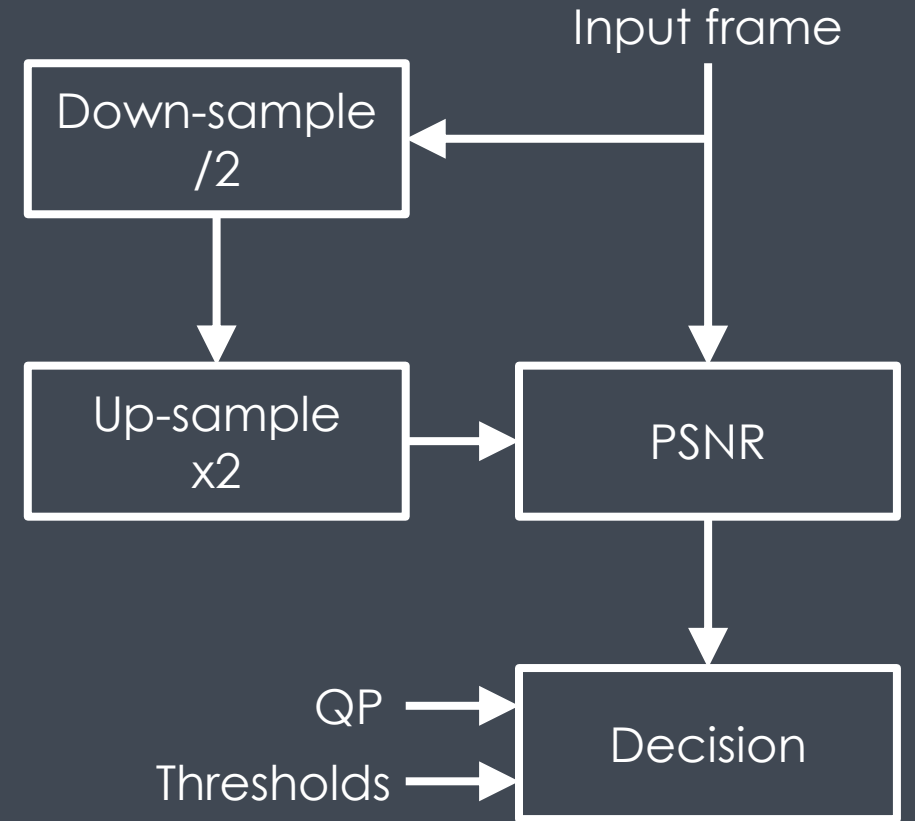 Input frame
Down-sample
/2
Up-sample
x2
PSNR
QP
Decision
Thresholds